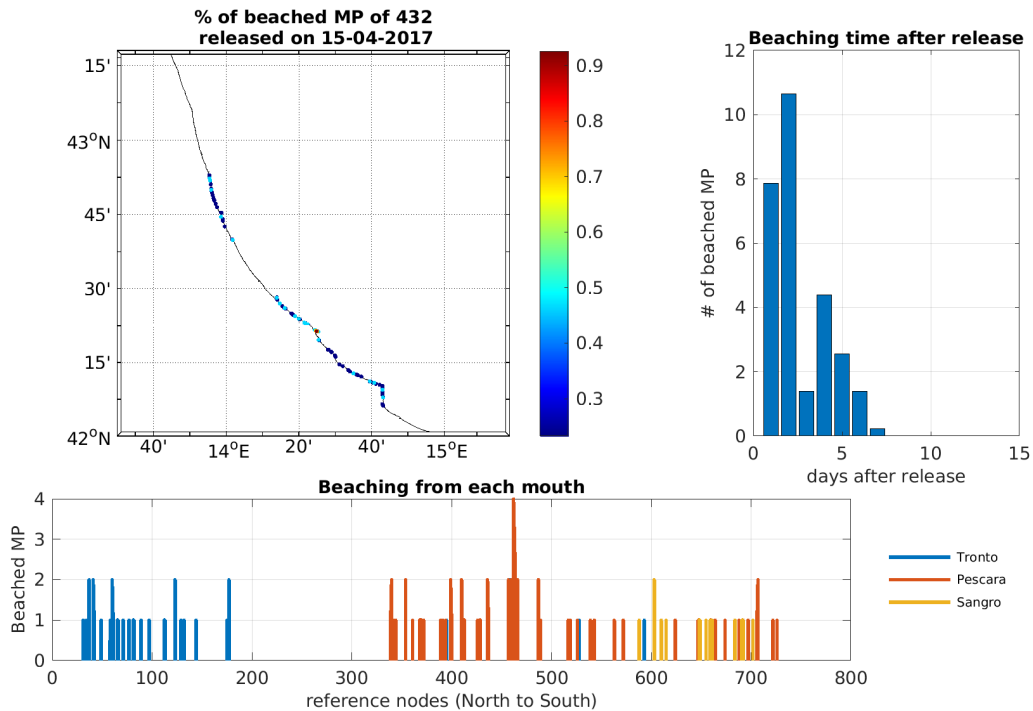 % of beached MP of 432
released on 15-04-2017
15'
43°N
45'
30'
15'
42°N
40'
14°E
20'
40'
15°E
0.9
0.8
0.7
0.6
0.5
0.4
0.3
Beaching time after release
12
10
8
6
4
2
0
# of beached MP
0
5
10
15
days after release
Beaching from each mouth
4
3
2
1
0
Beached MP
0
100
200
300
400
500
600
700
800
reference nodes (North to South)
Tronto
Pescara
Sangro